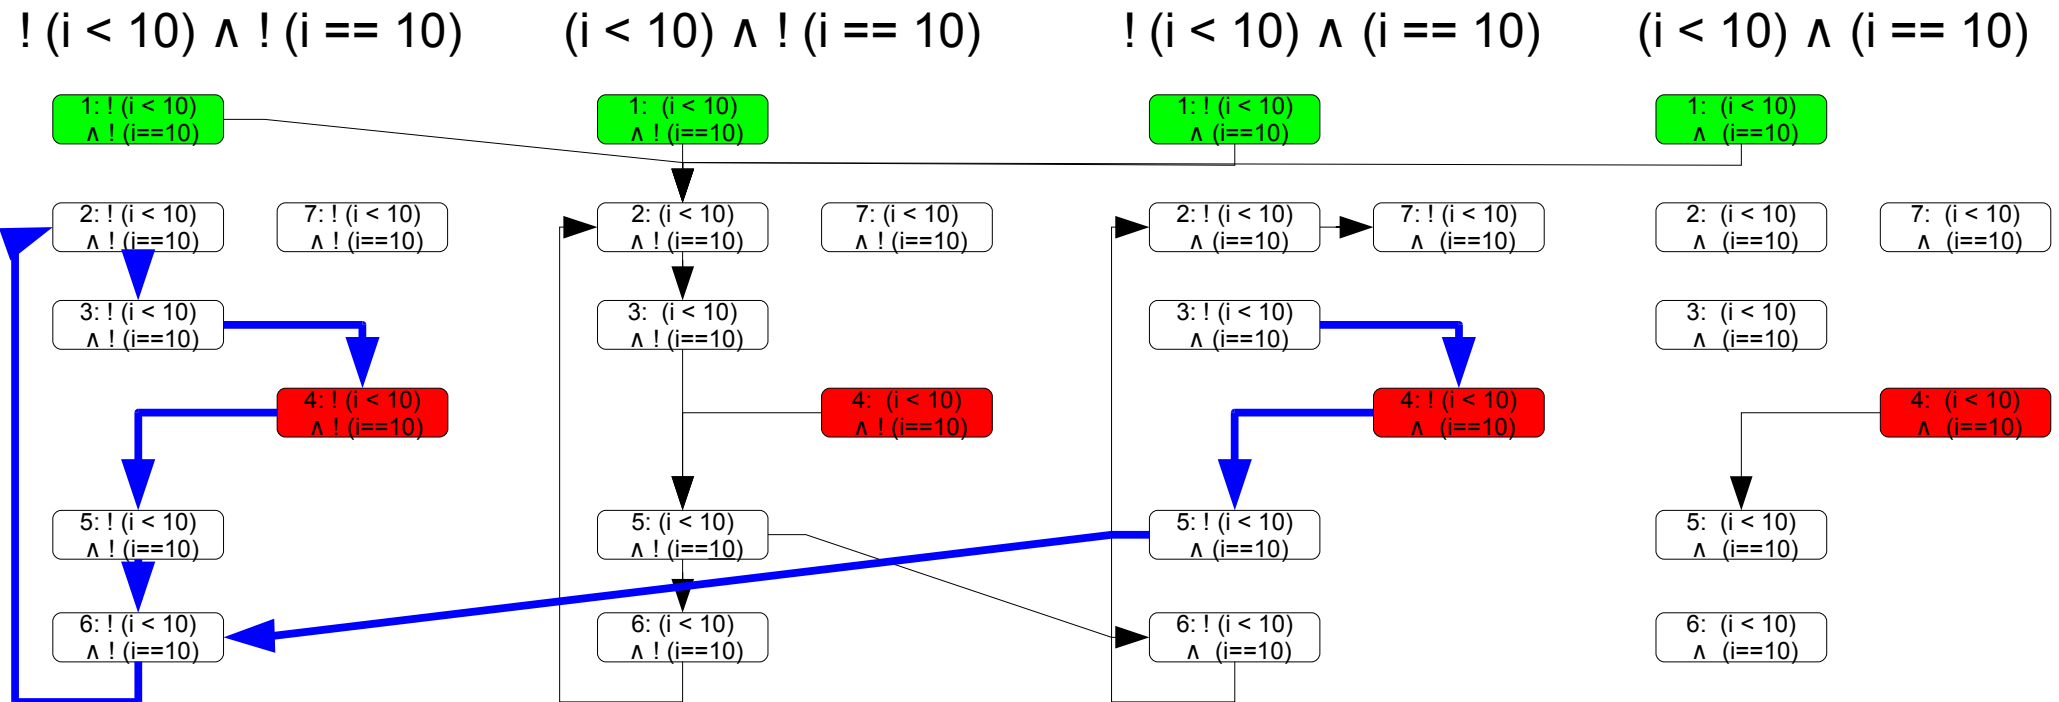 ! (i < 10) ∧ ! (i == 10)
(i < 10) ∧ ! (i == 10)
! (i < 10) ∧ (i == 10)
(i < 10) ∧ (i == 10)
1: ! (i < 10)
∧ ! (i==10)
1: (i < 10)
∧ ! (i==10)
1: ! (i < 10)
∧ (i==10)
1: (i < 10)
∧ (i==10)
2: ! (i < 10)
∧ ! (i==10)
7: ! (i < 10)
∧ ! (i==10)
2: (i < 10)
∧ ! (i==10)
7: (i < 10)
∧ ! (i==10)
2: ! (i < 10)
∧ (i==10)
7: ! (i < 10)
∧ (i==10)
2: (i < 10)
∧ (i==10)
7: (i < 10)
∧ (i==10)
3: ! (i < 10)
∧ ! (i==10)
3: (i < 10)
∧ ! (i==10)
3: ! (i < 10)
∧ (i==10)
3: (i < 10)
∧ (i==10)
4: ! (i < 10)
∧ ! (i==10)
4: (i < 10)
∧ ! (i==10)
4: ! (i < 10)
∧ (i==10)
4: (i < 10)
∧ (i==10)
5: ! (i < 10)
∧ ! (i==10)
5: (i < 10)
∧ ! (i==10)
5: ! (i < 10)
∧ (i==10)
5: (i < 10)
∧ (i==10)
6: ! (i < 10)
∧ ! (i==10)
6: (i < 10)
∧ ! (i==10)
6: ! (i < 10)
∧ (i==10)
6: (i < 10)
∧ (i==10)